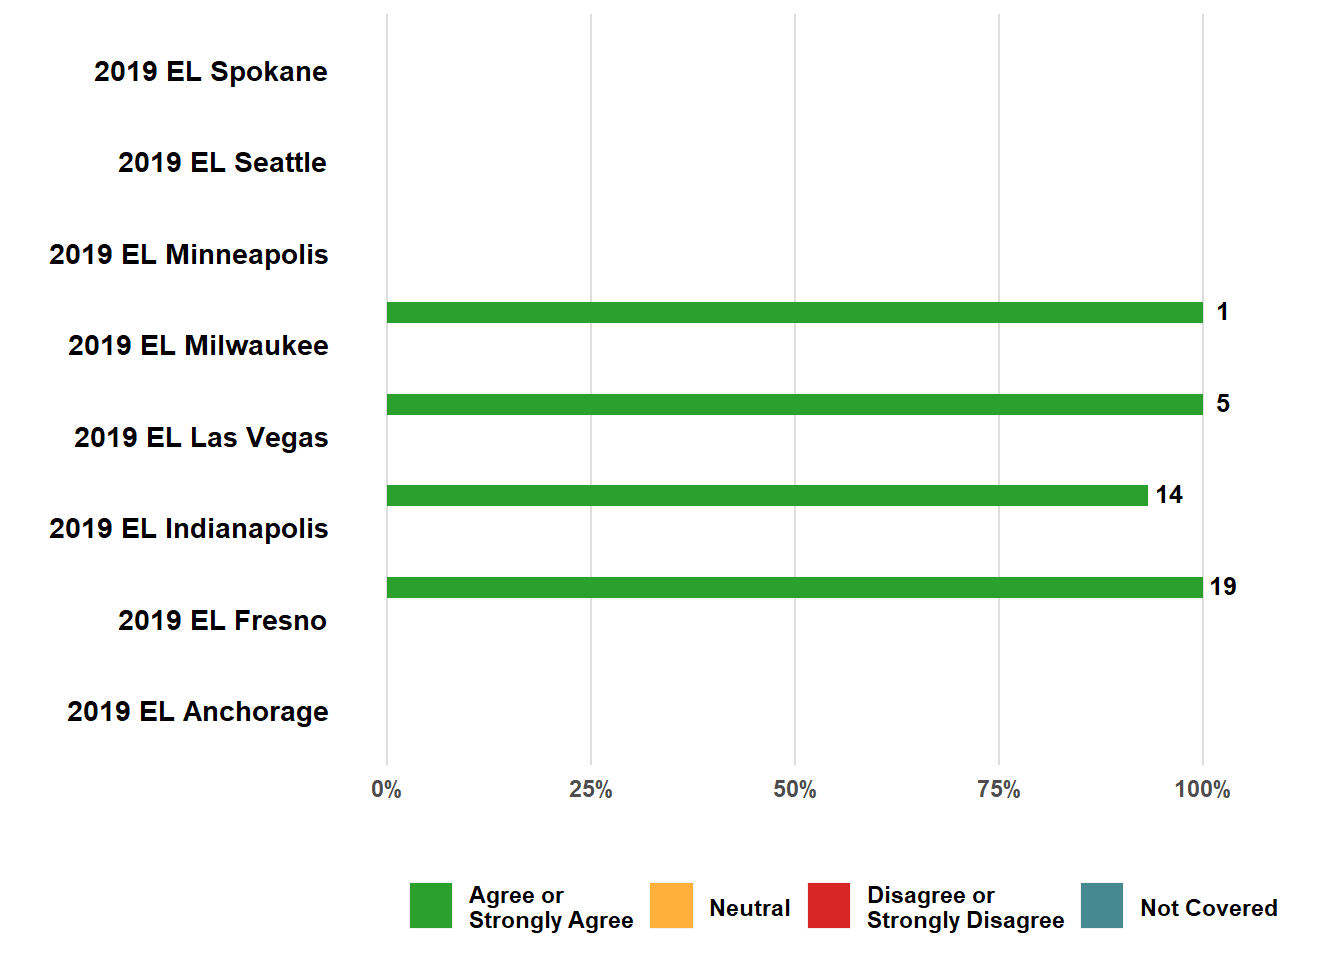 2019 EL Spokane
2019 EL Seattle
2019 EL Minneapolis
1
2019 EL Milwaukee
5
2019 EL Las Vegas
14
2019 EL Indianapolis
19
2019 EL Fresno
2019 EL Anchorage
0% 25% 50% 75% 100%
Agree or
Strongly Agree
Neutral
Disagree or
Strongly Disagree
Not Covered